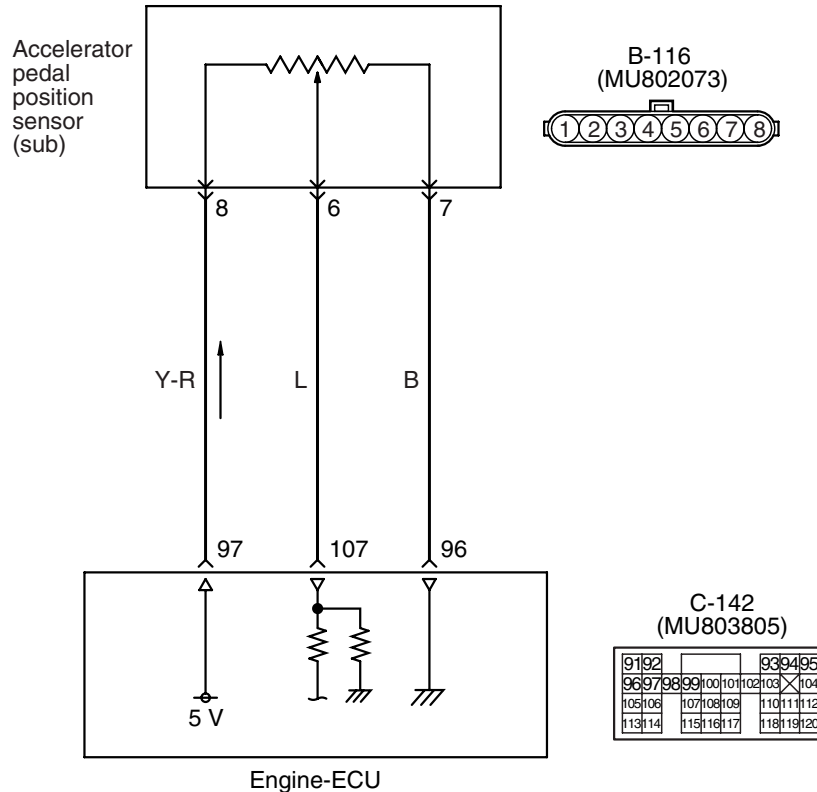 Accelerator
pedal
position
sensor
(sub)
B-116
(MU802073)
1 2 3 4 5 6 7 8
8 6 7
Y-R L B
97 107 96
5 V
Engine-ECU
C-142
(MU803805)
91 92 93 94 95
96 97 98 99 100 101 102 103 104
105 106 107 108 109 110 111 112
113 114 115 116 117 118 119 120